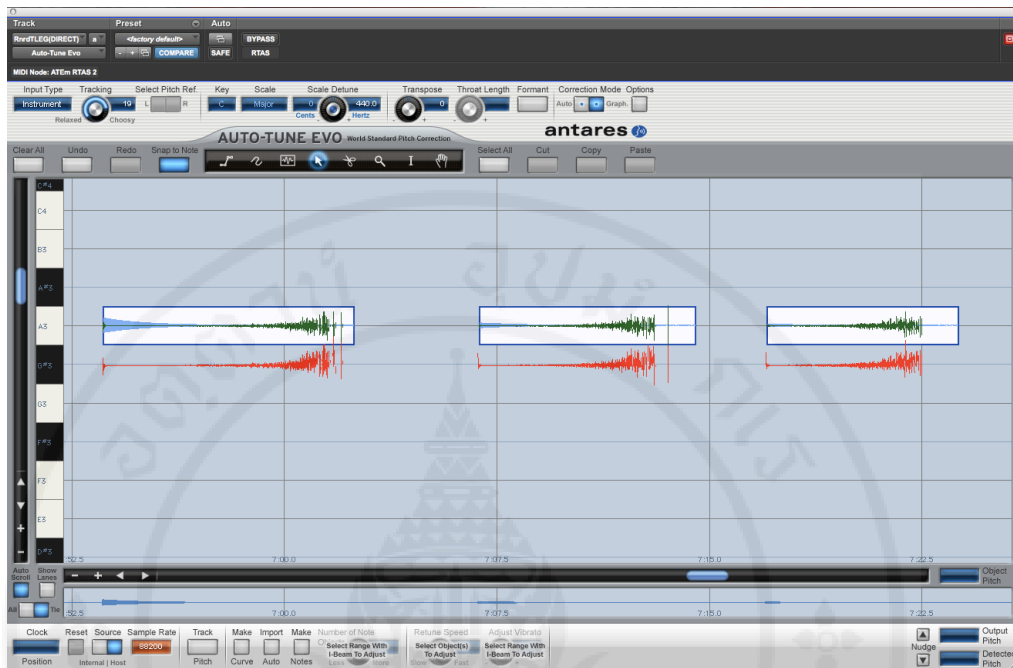 Track Preset Auto
RnrdTLEG(DIRECT) a <factory default>
Auto-Tune Evo - + COMPARE SAFE BYPASS RTAS
MIDI Node: ATEm RTAS 2
Input Type Tracking Select Pitch Ref. Key Scale Scale Detune Transpose Throat Length Formant Correction Mode Options
Instrument 19 L R C Major 0 440.0 0 Auto Graph.
Relaxed Choosy Cents Hertz - + - +
AUTO-TUNE EVO World Standard Pitch Correction antares
Clear All Undo Redo Snap to Note Select All Cut Copy Paste
C#4
C4
B3
A#3
A3
G#3
G3
F#3
F3
E3
D#3
:52.5 7:00.0 7:07.5 7:15.0 7:22.5
Auto Scroll Show Lanes - + Object Pitch
All Tie :52.5 7:00.0 7:07.5 7:15.0 7:22.5
Clock Reset Source Sample Rate Track Make Import Make Number of Note Retune Speed Adjust Vibrato Output Pitch
88200 Select Range With I-Beam To Adjust Select Object(s) To Adjust Select Range With I-Beam To Adjust Nudge
Position Internal | Host Pitch Curve Auto Notes Less More Slow Fast - + Detected Pitch